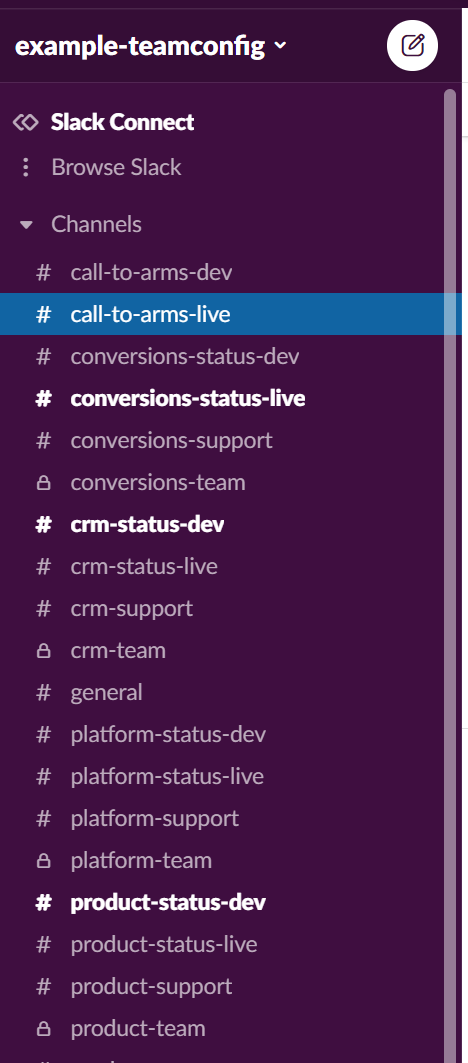 example-teamconfig
Slack Connect
Browse Slack
Channels
# call-to-arms-dev
# call-to-arms-live
# conversions-status-dev
# conversions-status-live
# conversions-support
conversions-team
# crm-status-dev
# crm-status-live
# crm-support
crm-team
# general
# platform-status-dev
# platform-status-live
# platform-support
platform-team
# product-status-dev
# product-status-live
# product-support
product-team